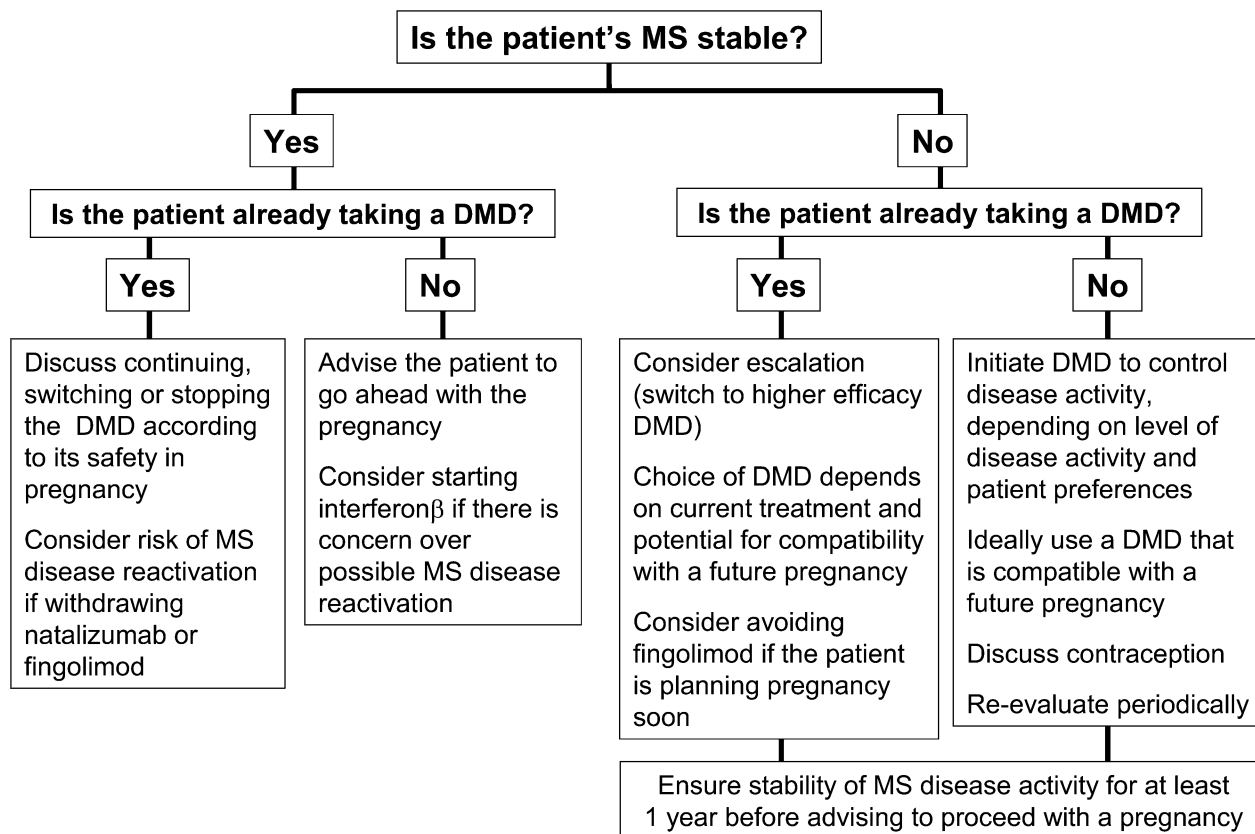 Is the patient’s MS stable?
Yes
No
Is the patient already taking a DMD?
Is the patient already taking a DMD?
Yes
No
Yes
No
Discuss continuing,
switching or stopping
the DMD according
to its safety in
pregnancy
Consider risk of MS
disease reactivation
if withdrawing
natalizumab or
fingolimod
Advise the patient to
go ahead with the
pregnancy
Consider starting
interferonβ if there is
concern over
possible MS disease
reactivation
Consider escalation
(switch to higher efficacy
DMD)
Choice of DMD depends
on current treatment and
potential for compatibility
with a future pregnancy
Consider avoiding
fingolimod if the patient
is planning pregnancy
soon
Initiate DMD to control
disease activity,
depending on level of
disease activity and
patient preferences
Ideally use a DMD that
is compatible with a
future pregnancy
Discuss contraception
Re-evaluate periodically
Ensure stability of MS disease activity for at least
1 year before advising to proceed with a pregnancy